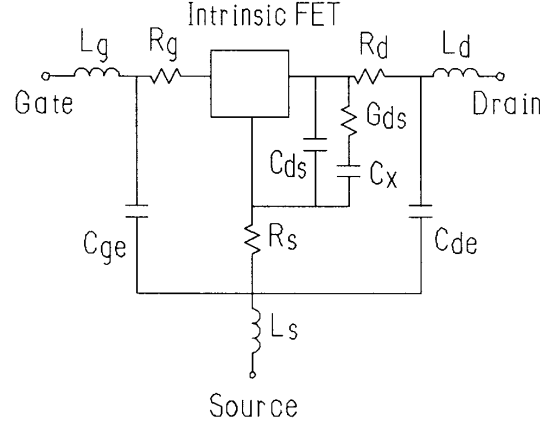 Intrinsic FET
Lg
Rg
Rd
Ld
Gate
Drain
Gds
Cds
Cx
Cge
Rs
Cde
Ls
Source